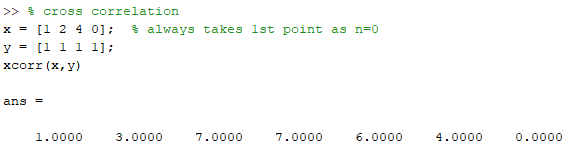 >> % cross correlation
x = [1 2 4 0];  % always takes 1st point as n=0
y = [1 1 1 1];
xcorr(x,y)
ans =
1.0000    3.0000    7.0000    7.0000    6.0000    4.0000    0.0000